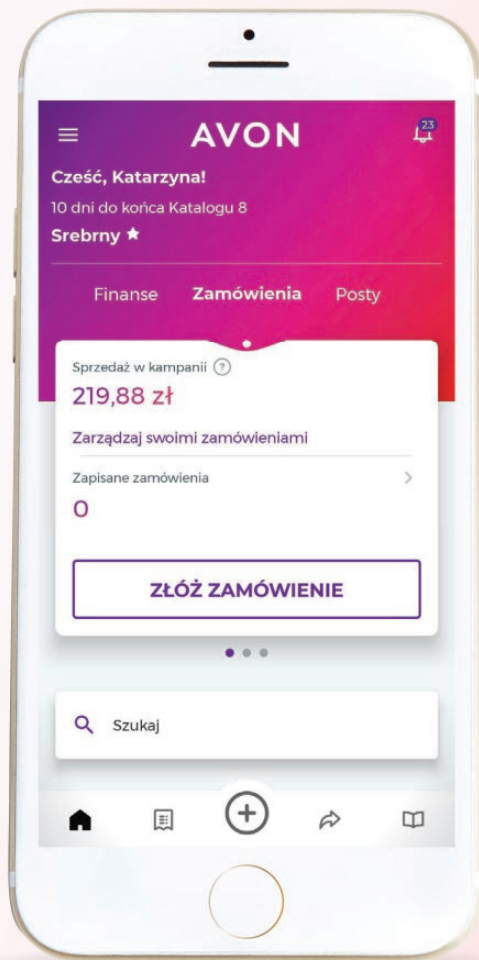 AVON
23
Cześć, Katarzyna!
10 dni do końca Katalogu 8
Srebrny
Finanse Zamówienia Posty
Sprzedaż w kampanii ?
219,88 zł
Zarządzaj swoimi zamówieniami
Zapisane zamówienia
0
ZŁÓŻ ZAMÓWIENIE
Szukaj